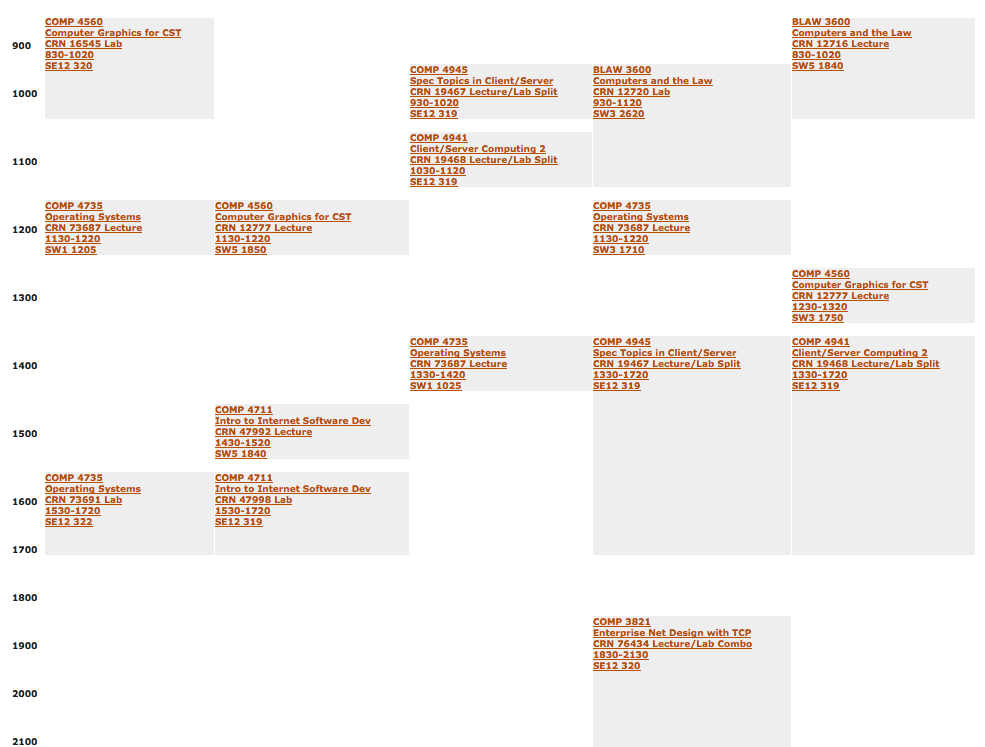 COMP 4560
Computer Graphics for CST
CRN 16545 Lab
830-1020
SE12 320
BLAW 3600
Computers and the Law
CRN 12716 Lecture
830-1020
SW5 1840
900
COMP 4945
Spec Topics in Client/Server
CRN 19467 Lecture/Lab Split
930-1020
SE12 319
BLAW 3600
Computers and the Law
CRN 12720 Lab
930-1120
SW3 2620
1000
COMP 4941
Client/Server Computing 2
CRN 19468 Lecture/Lab Split
1030-1120
SE12 319
1100
COMP 4735
Operating Systems
CRN 73687 Lecture
1130-1220
SW1 1205
COMP 4560
Computer Graphics for CST
CRN 12777 Lecture
1130-1220
SW5 1850
COMP 4735
Operating Systems
CRN 73687 Lecture
1130-1220
SW3 1710
1200
COMP 4560
Computer Graphics for CST
CRN 12777 Lecture
1230-1320
SW3 1750
1300
COMP 4735
Operating Systems
CRN 73687 Lecture
1330-1420
SW1 1025
COMP 4945
Spec Topics in Client/Server
CRN 19467 Lecture/Lab Split
1330-1720
SE12 319
COMP 4941
Client/Server Computing 2
CRN 19468 Lecture/Lab Split
1330-1720
SE12 319
1400
COMP 4711
Intro to Internet Software Dev
CRN 47992 Lecture
1430-1520
SW5 1840
1500
COMP 4735
Operating Systems
CRN 73691 Lab
1530-1720
SE12 322
COMP 4711
Intro to Internet Software Dev
CRN 47998 Lab
1530-1720
SE12 319
1600
1700
1800
COMP 3821
Enterprise Net Design with TCP
CRN 76434 Lecture/Lab Combo
1830-2130
SE12 320
1900
2000
2100